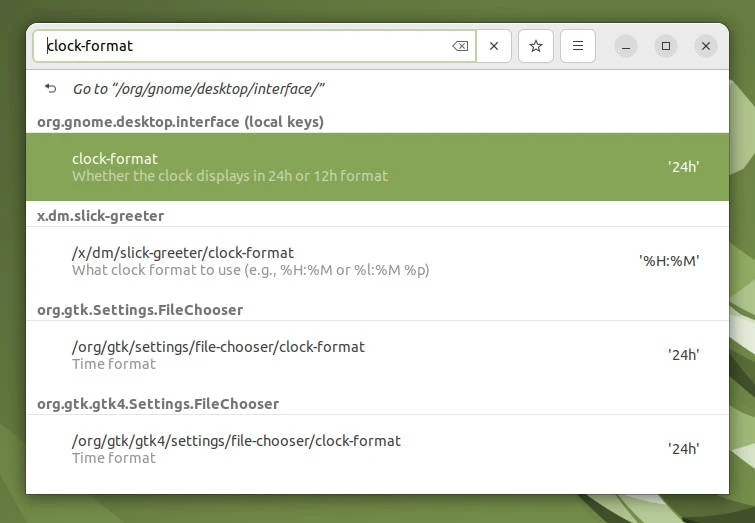 clock-format
Go to “/org/gnome/desktop/interface/”
org.gnome.desktop.interface (local keys)
clock-format
Whether the clock displays in 24h or 12h format
'24h'
x.dm.slick-greeter
/x/dm/slick-greeter/clock-format
What clock format to use (e.g., %H:%M or %l:%M %p)
'%H:%M'
org.gtk.Settings.FileChooser
/org/gtk/settings/file-chooser/clock-format
Time format
'24h'
org.gtk.gtk4.Settings.FileChooser
/org/gtk/gtk4/settings/file-chooser/clock-format
Time format
'24h'